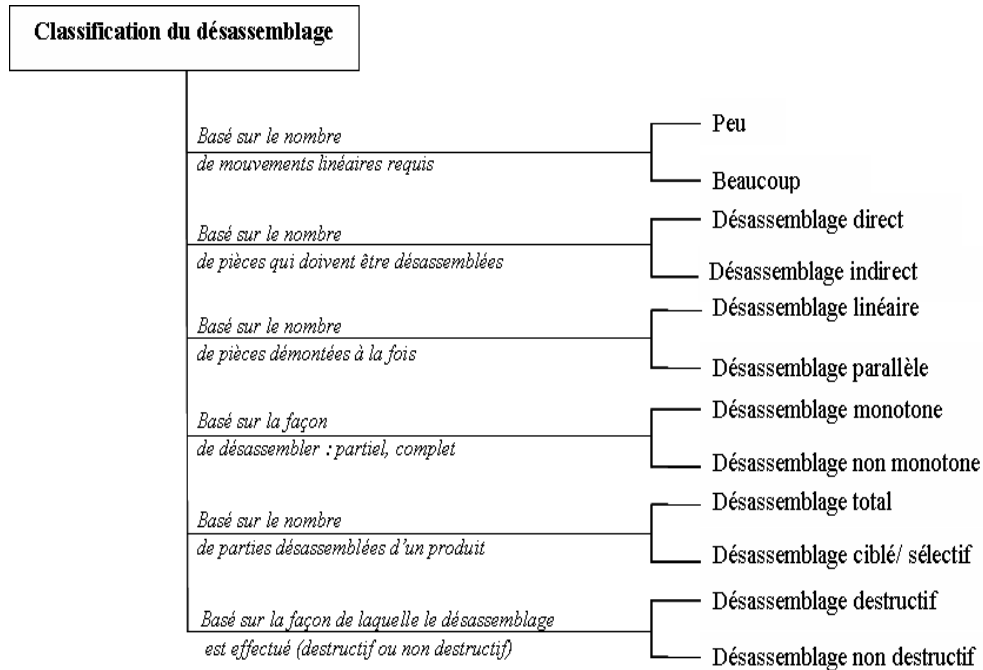 Classification du désassemblage
Basé sur le nombre
de mouvements linéaires requis
Peu
Beaucoup
Basé sur le nombre
de pièces qui doivent être désassemblées
Désassemblage direct
Désassemblage indirect
Basé sur le nombre
de pièces démontées à la fois
Désassemblage linéaire
Désassemblage parallèle
Basé sur la façon
de désassembler : partiel, complet
Désassemblage monotone
Désassemblage non monotone
Basé sur le nombre
de parties désassemblées d'un produit
Désassemblage total
Désassemblage ciblé/ sélectif
Basé sur la façon de laquelle le désassemblage
est effectué (destructif ou non destructif)
Désassemblage destructif
Désassemblage non destructif